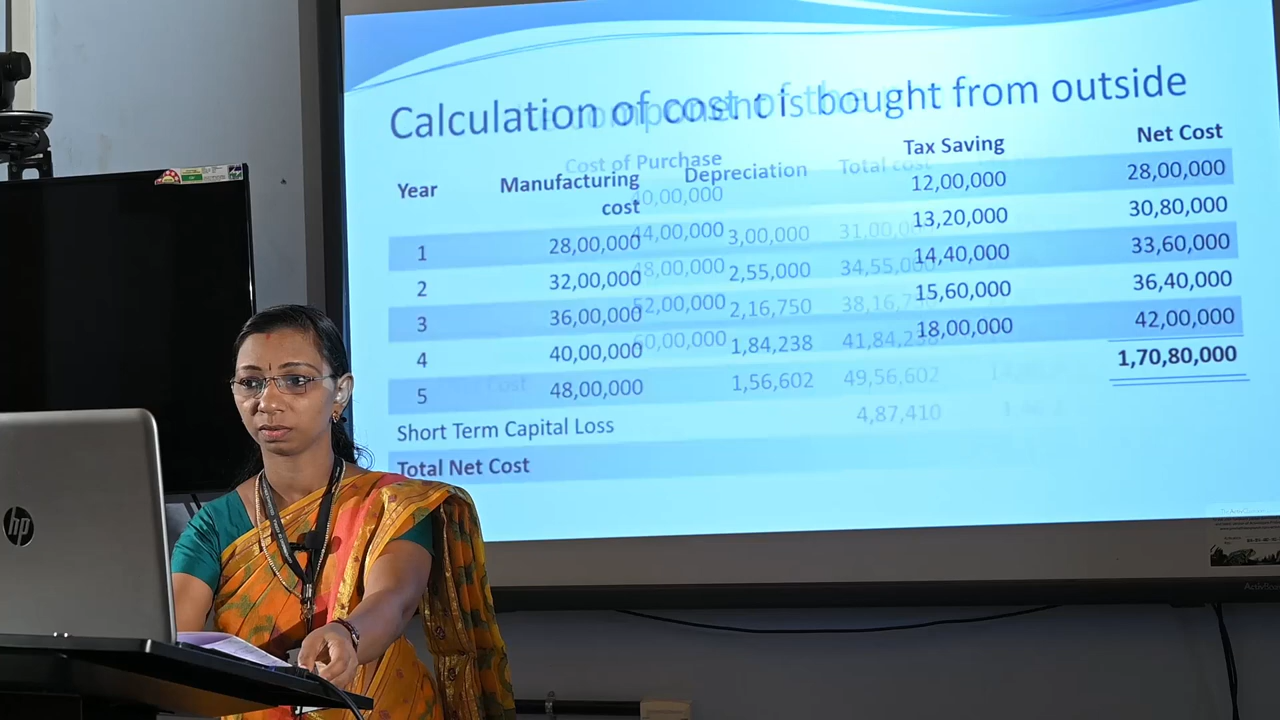 Calculation of cost
is bought from outside
Year Manufacturing cost Depreciation Total cost
Cost of Purchase Tax Saving Net Cost
1 28,00,000 3,00,000
2 32,00,000 2,55,000
3 36,00,000 2,16,750
4 40,00,000 1,84,238
5 48,00,000 1,56,602 49,56,602
Short Term Capital Loss 4,87,410
Total Net Cost
40,00,000 12,00,000 28,00,000
44,00,000 13,20,000 30,80,000
48,00,000 14,40,000 33,60,000
52,00,000 15,60,000 36,40,000
60,00,000 18,00,000 42,00,000
1,70,80,000
hp